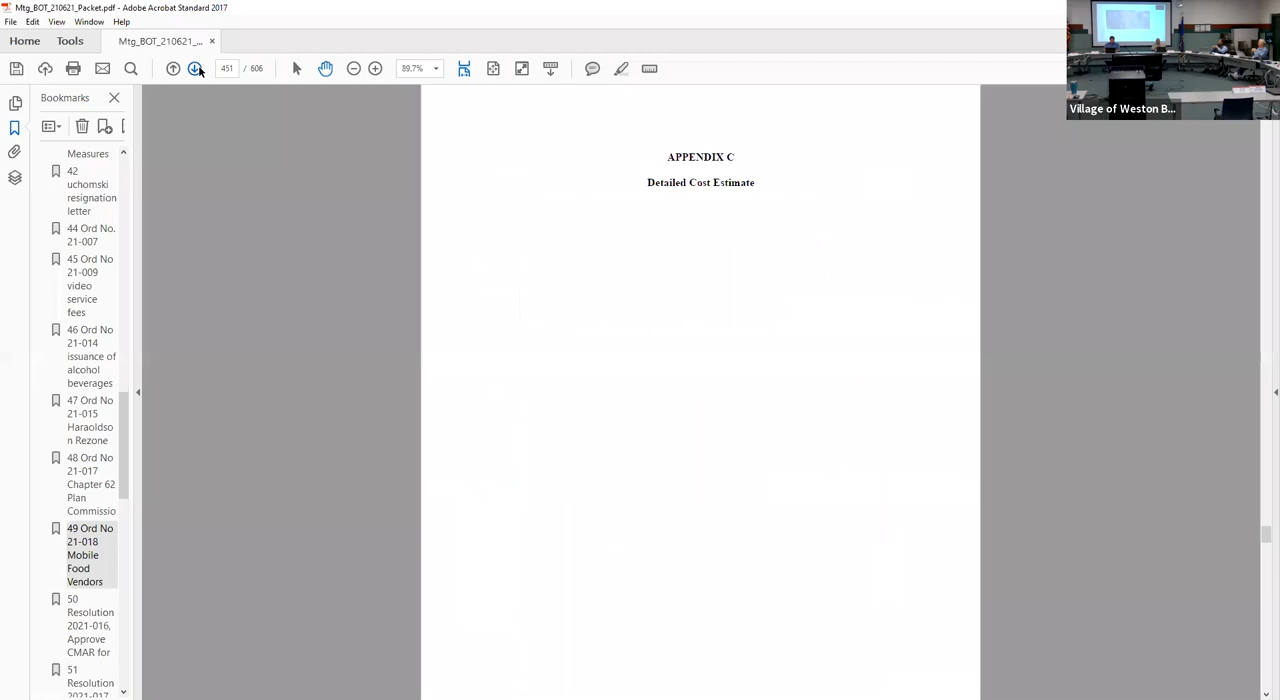 Mtg_BOT_210621_Packet.pdf - Adobe Acrobat Standard 2017
File Edit View Window Help
Home Tools Mtg_BOT_210621_...
451 / 606 89.7%
Bookmarks
Measures
42
uchomski
resignation
letter
44 Ord No.
21-007
45 Ord No
21-009
video
service
fees
46 Ord No
21-014
issuance of
alcohol
beverages
47 Ord No
21-015
Haraoldso
n Rezone
48 Ord No
21-017
Chapter 62
Plan
Commissio
49 Ord No
21-018
Mobile
Food
Vendors
50
Resolution
2021-016,
Approve
CMAR for
51
Resolution
2021-017
APPENDIX C
Detailed Cost Estimate
Village of Weston B...